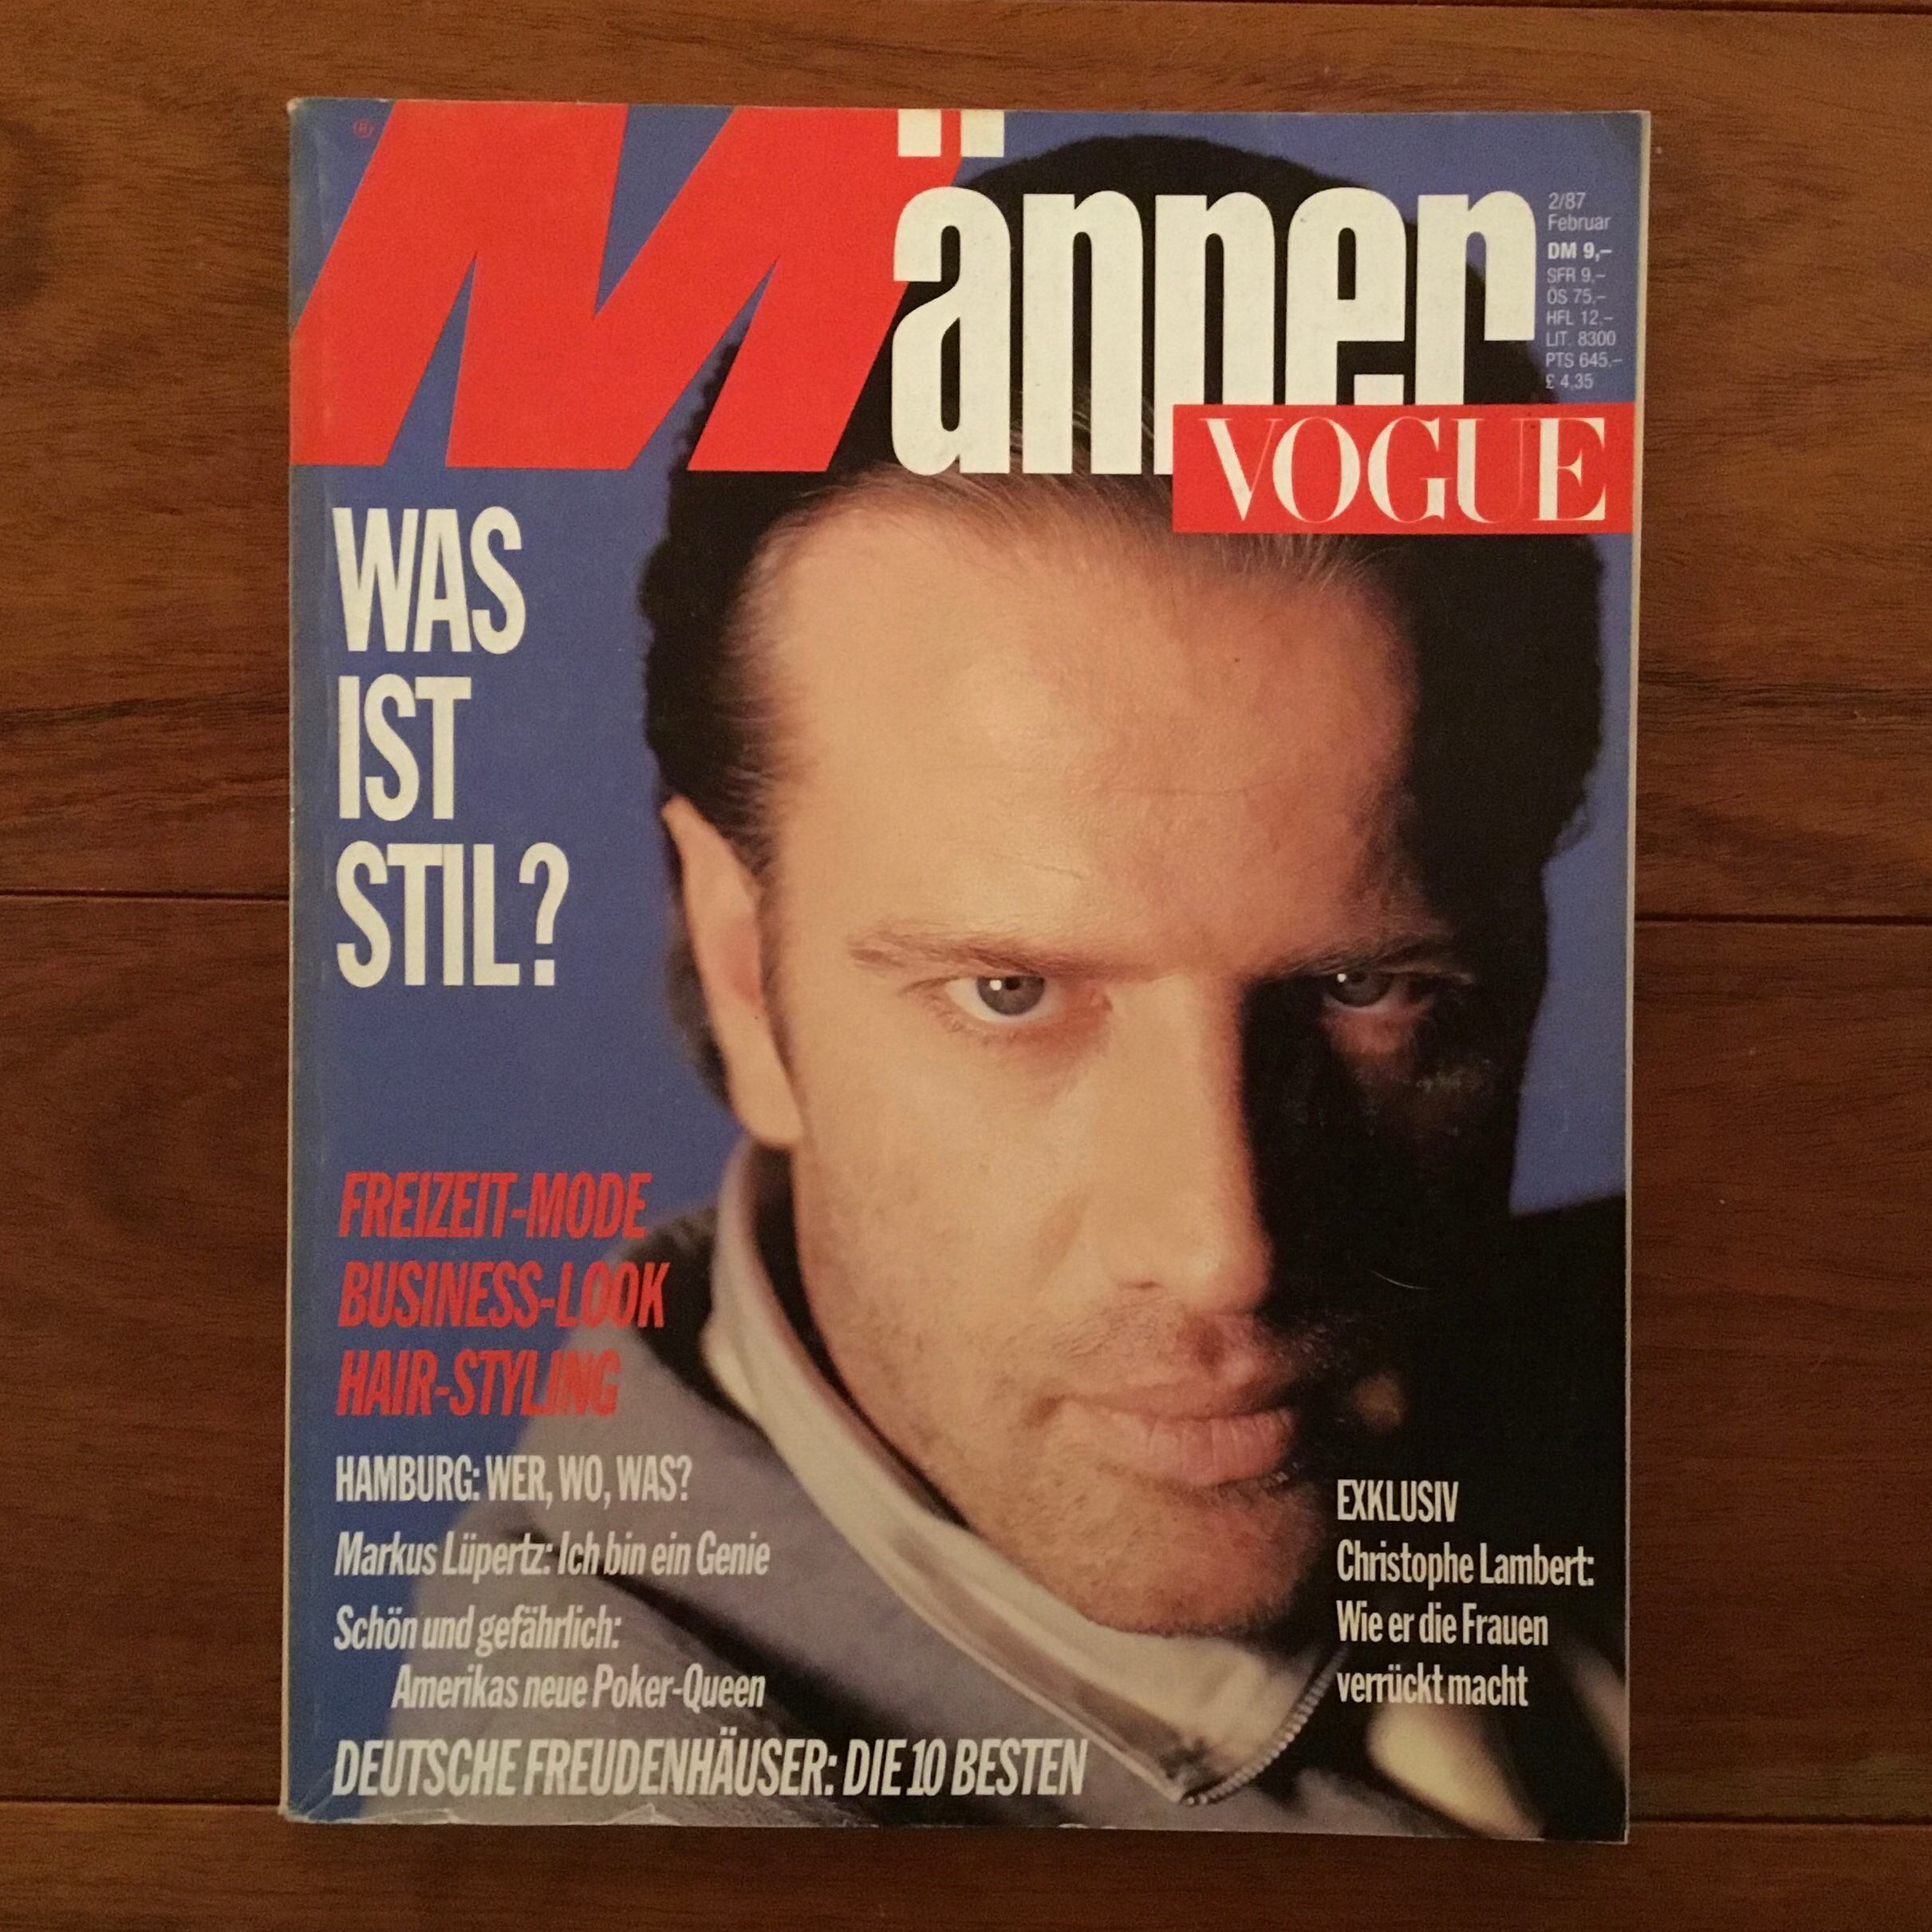 ®
Männer
VOGUE
2/87
Februar
DM 9,–
SFR 9,–
ÖS 75,–
HFL 12,–
LIT. 8300
PTS 645,–
£ 4,35
WAS
IST
STIL?
FREIZEIT-MODE
BUSINESS-LOOK
HAIR-STYLING
HAMBURG: WER, WO, WAS?
Markus Lüpertz: Ich bin ein Genie
Schön und gefährlich:
Amerikas neue Poker-Queen
DEUTSCHE FREUDENHÄUSER: DIE 10 BESTEN
EXKLUSIV
Christophe Lambert:
Wie er die Frauen
verrückt macht